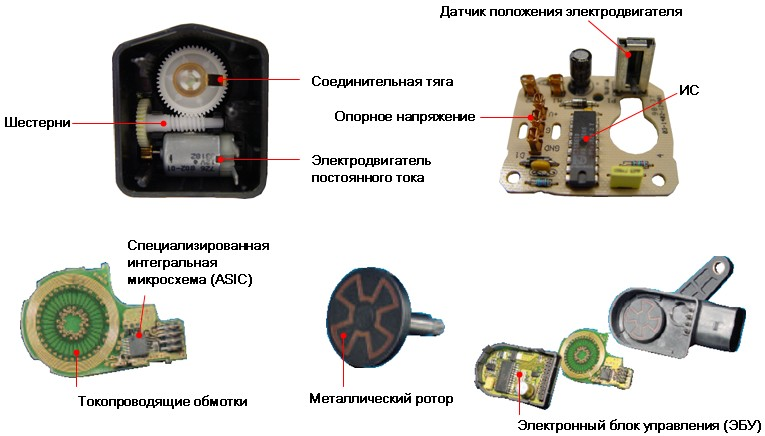 Датчик положения электродвигателя
Соединительная тяга
ИС
Опорное напряжение
Шестерни
Электродвигатель
постоянного тока
GND
Специализированная
интегральная
микросхема (ASIC)
Токопроводящие обмотки
Металлический ротор
Электронный блок управления (ЭБУ)